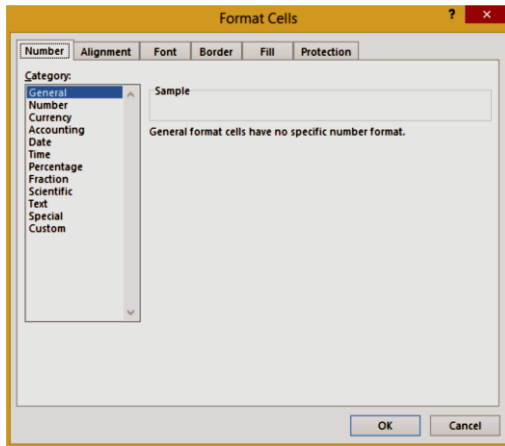 Format Cells
? ×
Number Alignment Font Border Fill Protection
Category:
General
Number
Currency
Accounting
Date
Time
Percentage
Fraction
Scientific
Text
Special
Custom
Sample
General format cells have no specific number format.
OK Cancel